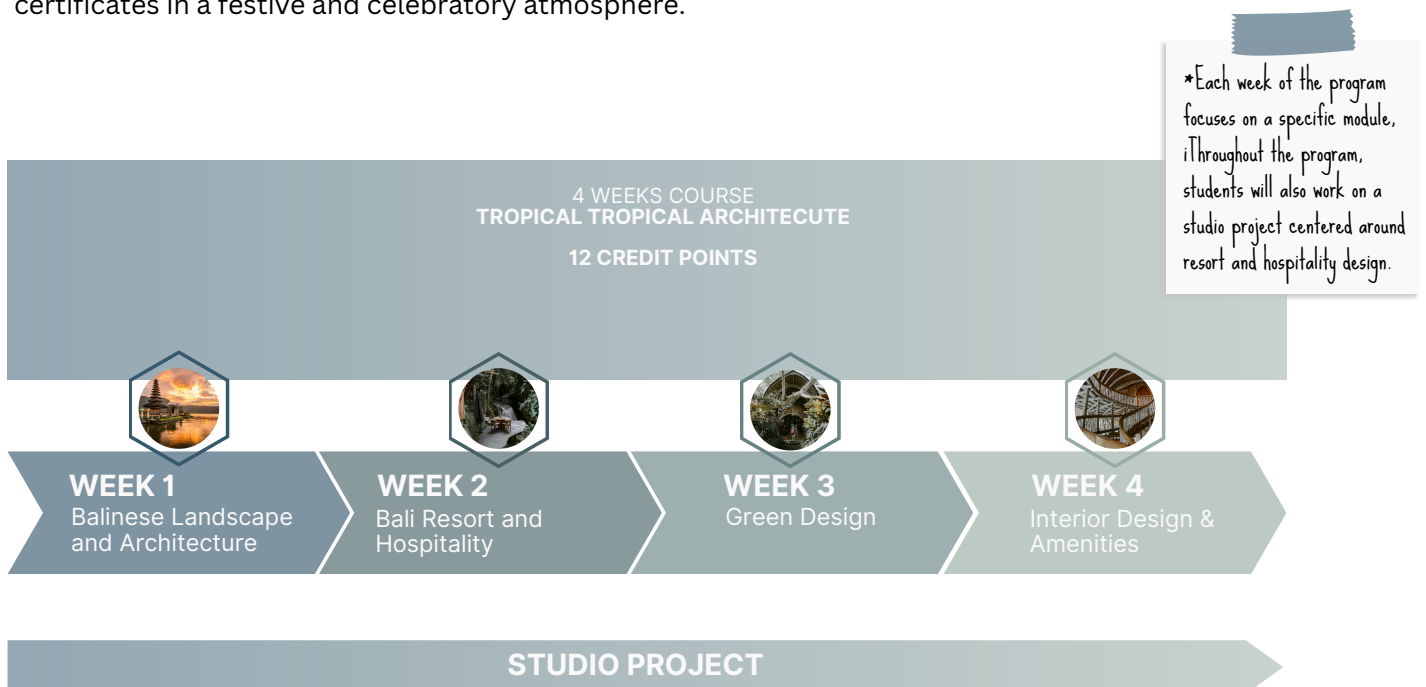 certificates in a festive and celebratory atmosphere.
*Each week of the program
focuses on a specific module,
iThroughout the program,
students will also work on a
studio project centered around
resort and hospitality design.
4 WEEKS COURSE
TROPICAL TROPICAL ARCHITECUTE
12 CREDIT POINTS
WEEK 1
Balinese Landscape
and Architecture
WEEK 2
Bali Resort and
Hospitality
WEEK 3
Green Design
WEEK 4
Interior Design &
Amenities
STUDIO PROJECT